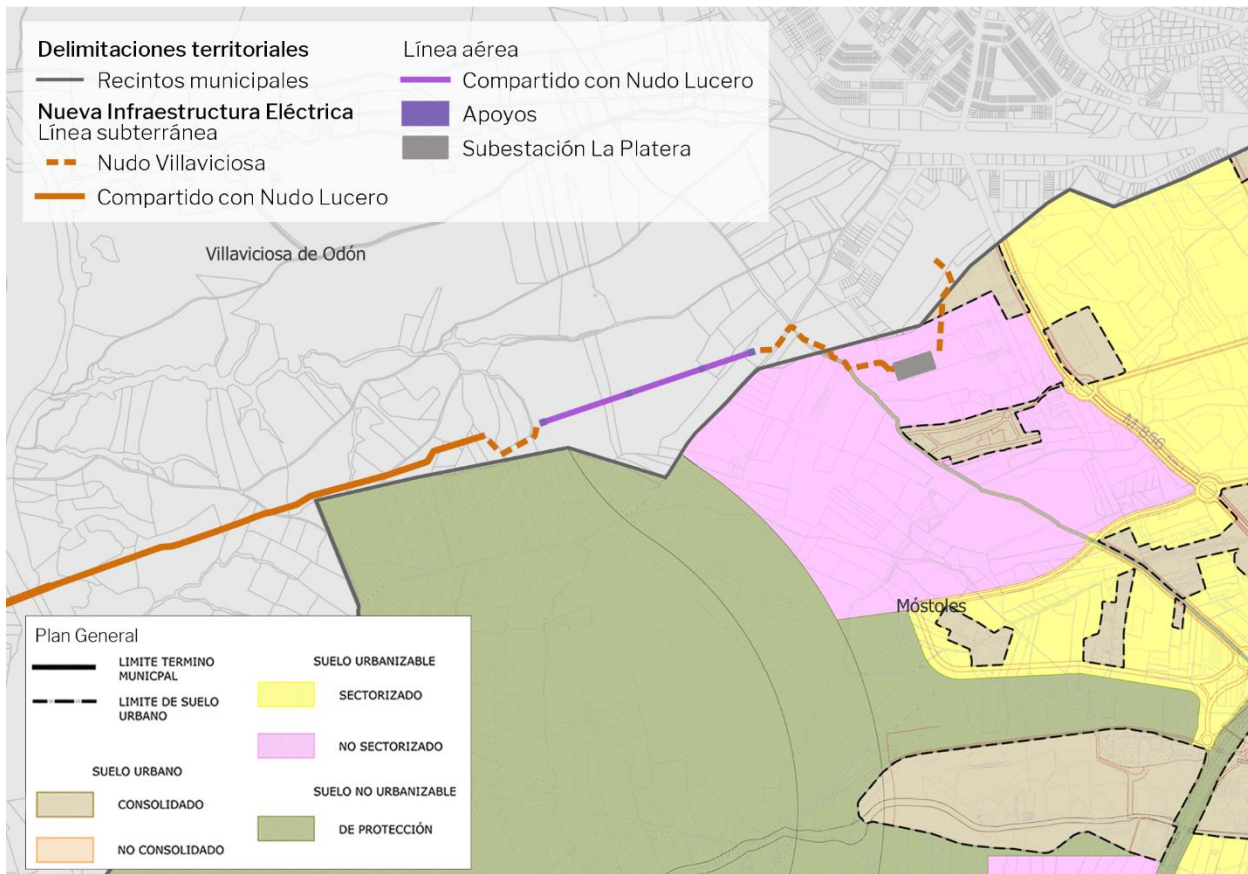 Delimitaciones territoriales
Recintos municipales
Nueva Infraestructura Eléctrica
Línea subterránea
Nudo Villaviciosa
Compartido con Nudo Lucero
Línea aérea
Compartido con Nudo Lucero
Apoyos
Subestación La Platera
Villaviciosa de Odón
M-856
Móstoles
Plan General
LIMITE TERMINO
MUNICPAL
LIMITE DE SUELO
URBANO
SUELO URBANO
CONSOLIDADO
NO CONSOLIDADO
SUELO URBANIZABLE
SECTORIZADO
NO SECTORIZADO
SUELO NO URBANIZABLE
DE PROTECCIÓN